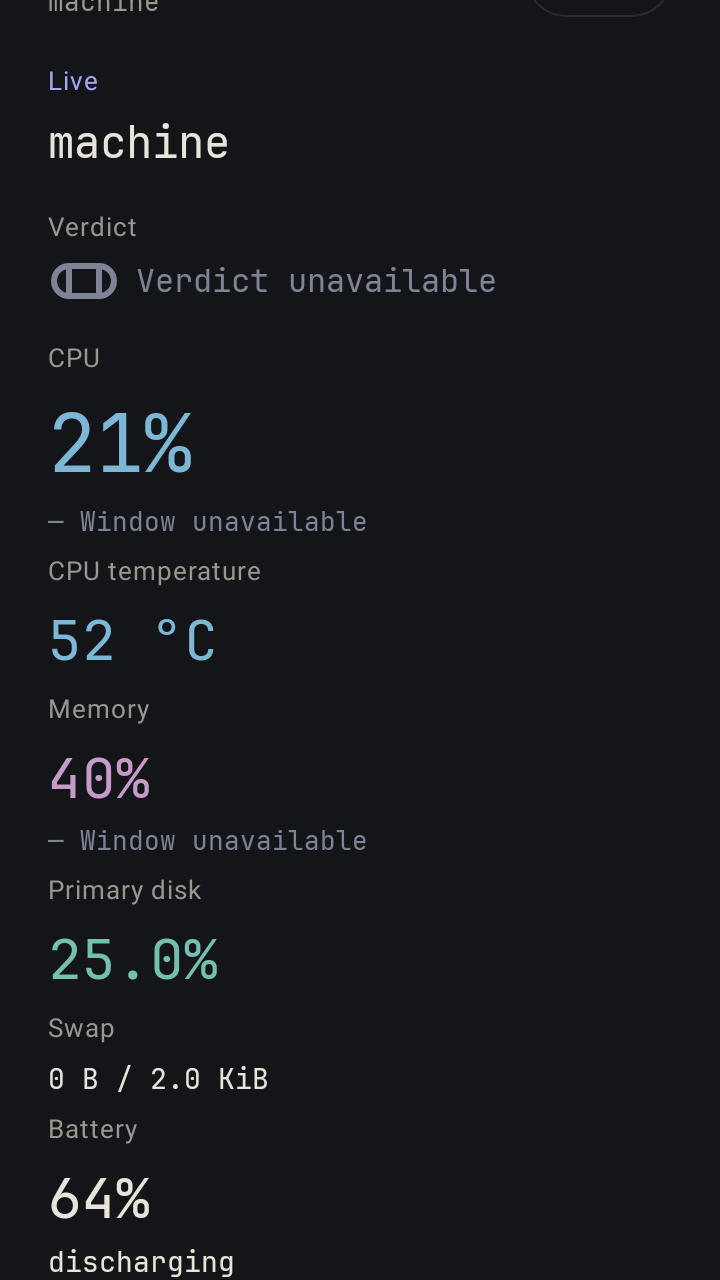 machine
Live
machine
Verdict
Verdict unavailable
CPU
21%
— Window unavailable
CPU temperature
52 °C
Memory
40%
— Window unavailable
Primary disk
25.0%
Swap
0 B / 2.0 KiB
Battery
64%
discharging